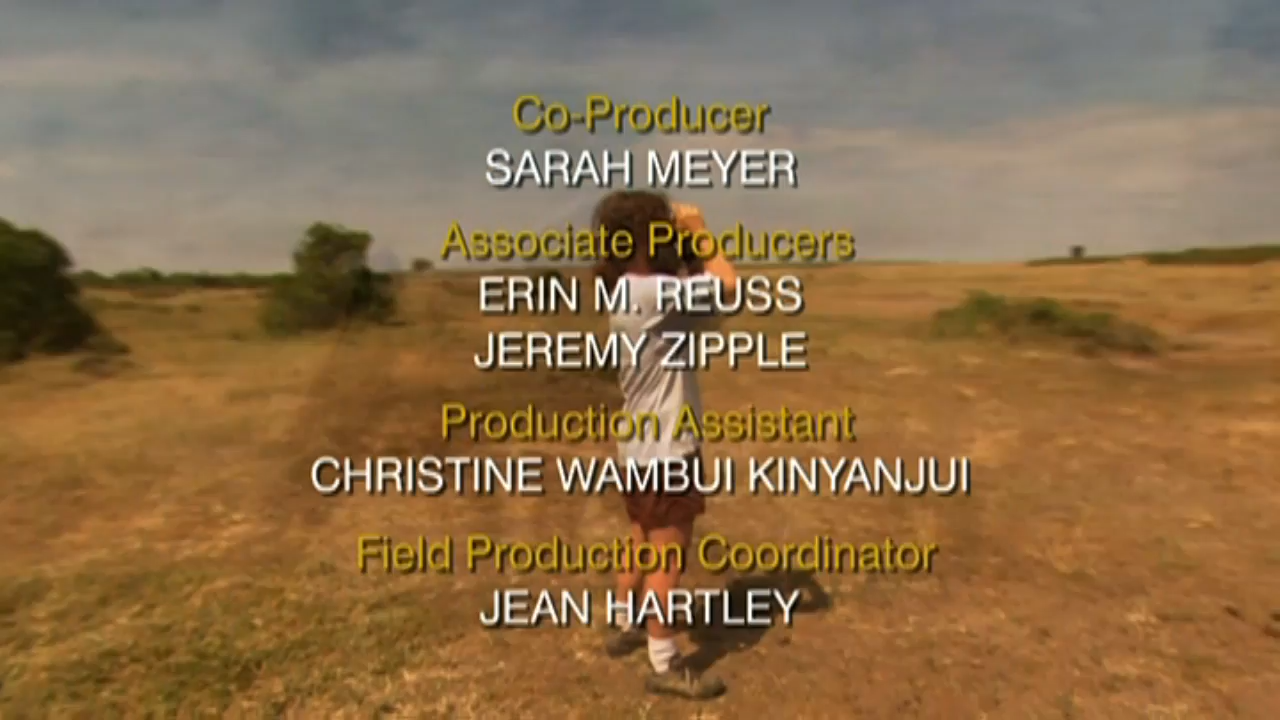 Co-Producer
SARAH MEYER
Associate Producers
ERIN M. REUSS
JEREMY ZIPPLE
Production Assistant
CHRISTINE WAMBUI KINYANJUI
Field Production Coordinator
JEAN HARTLEY